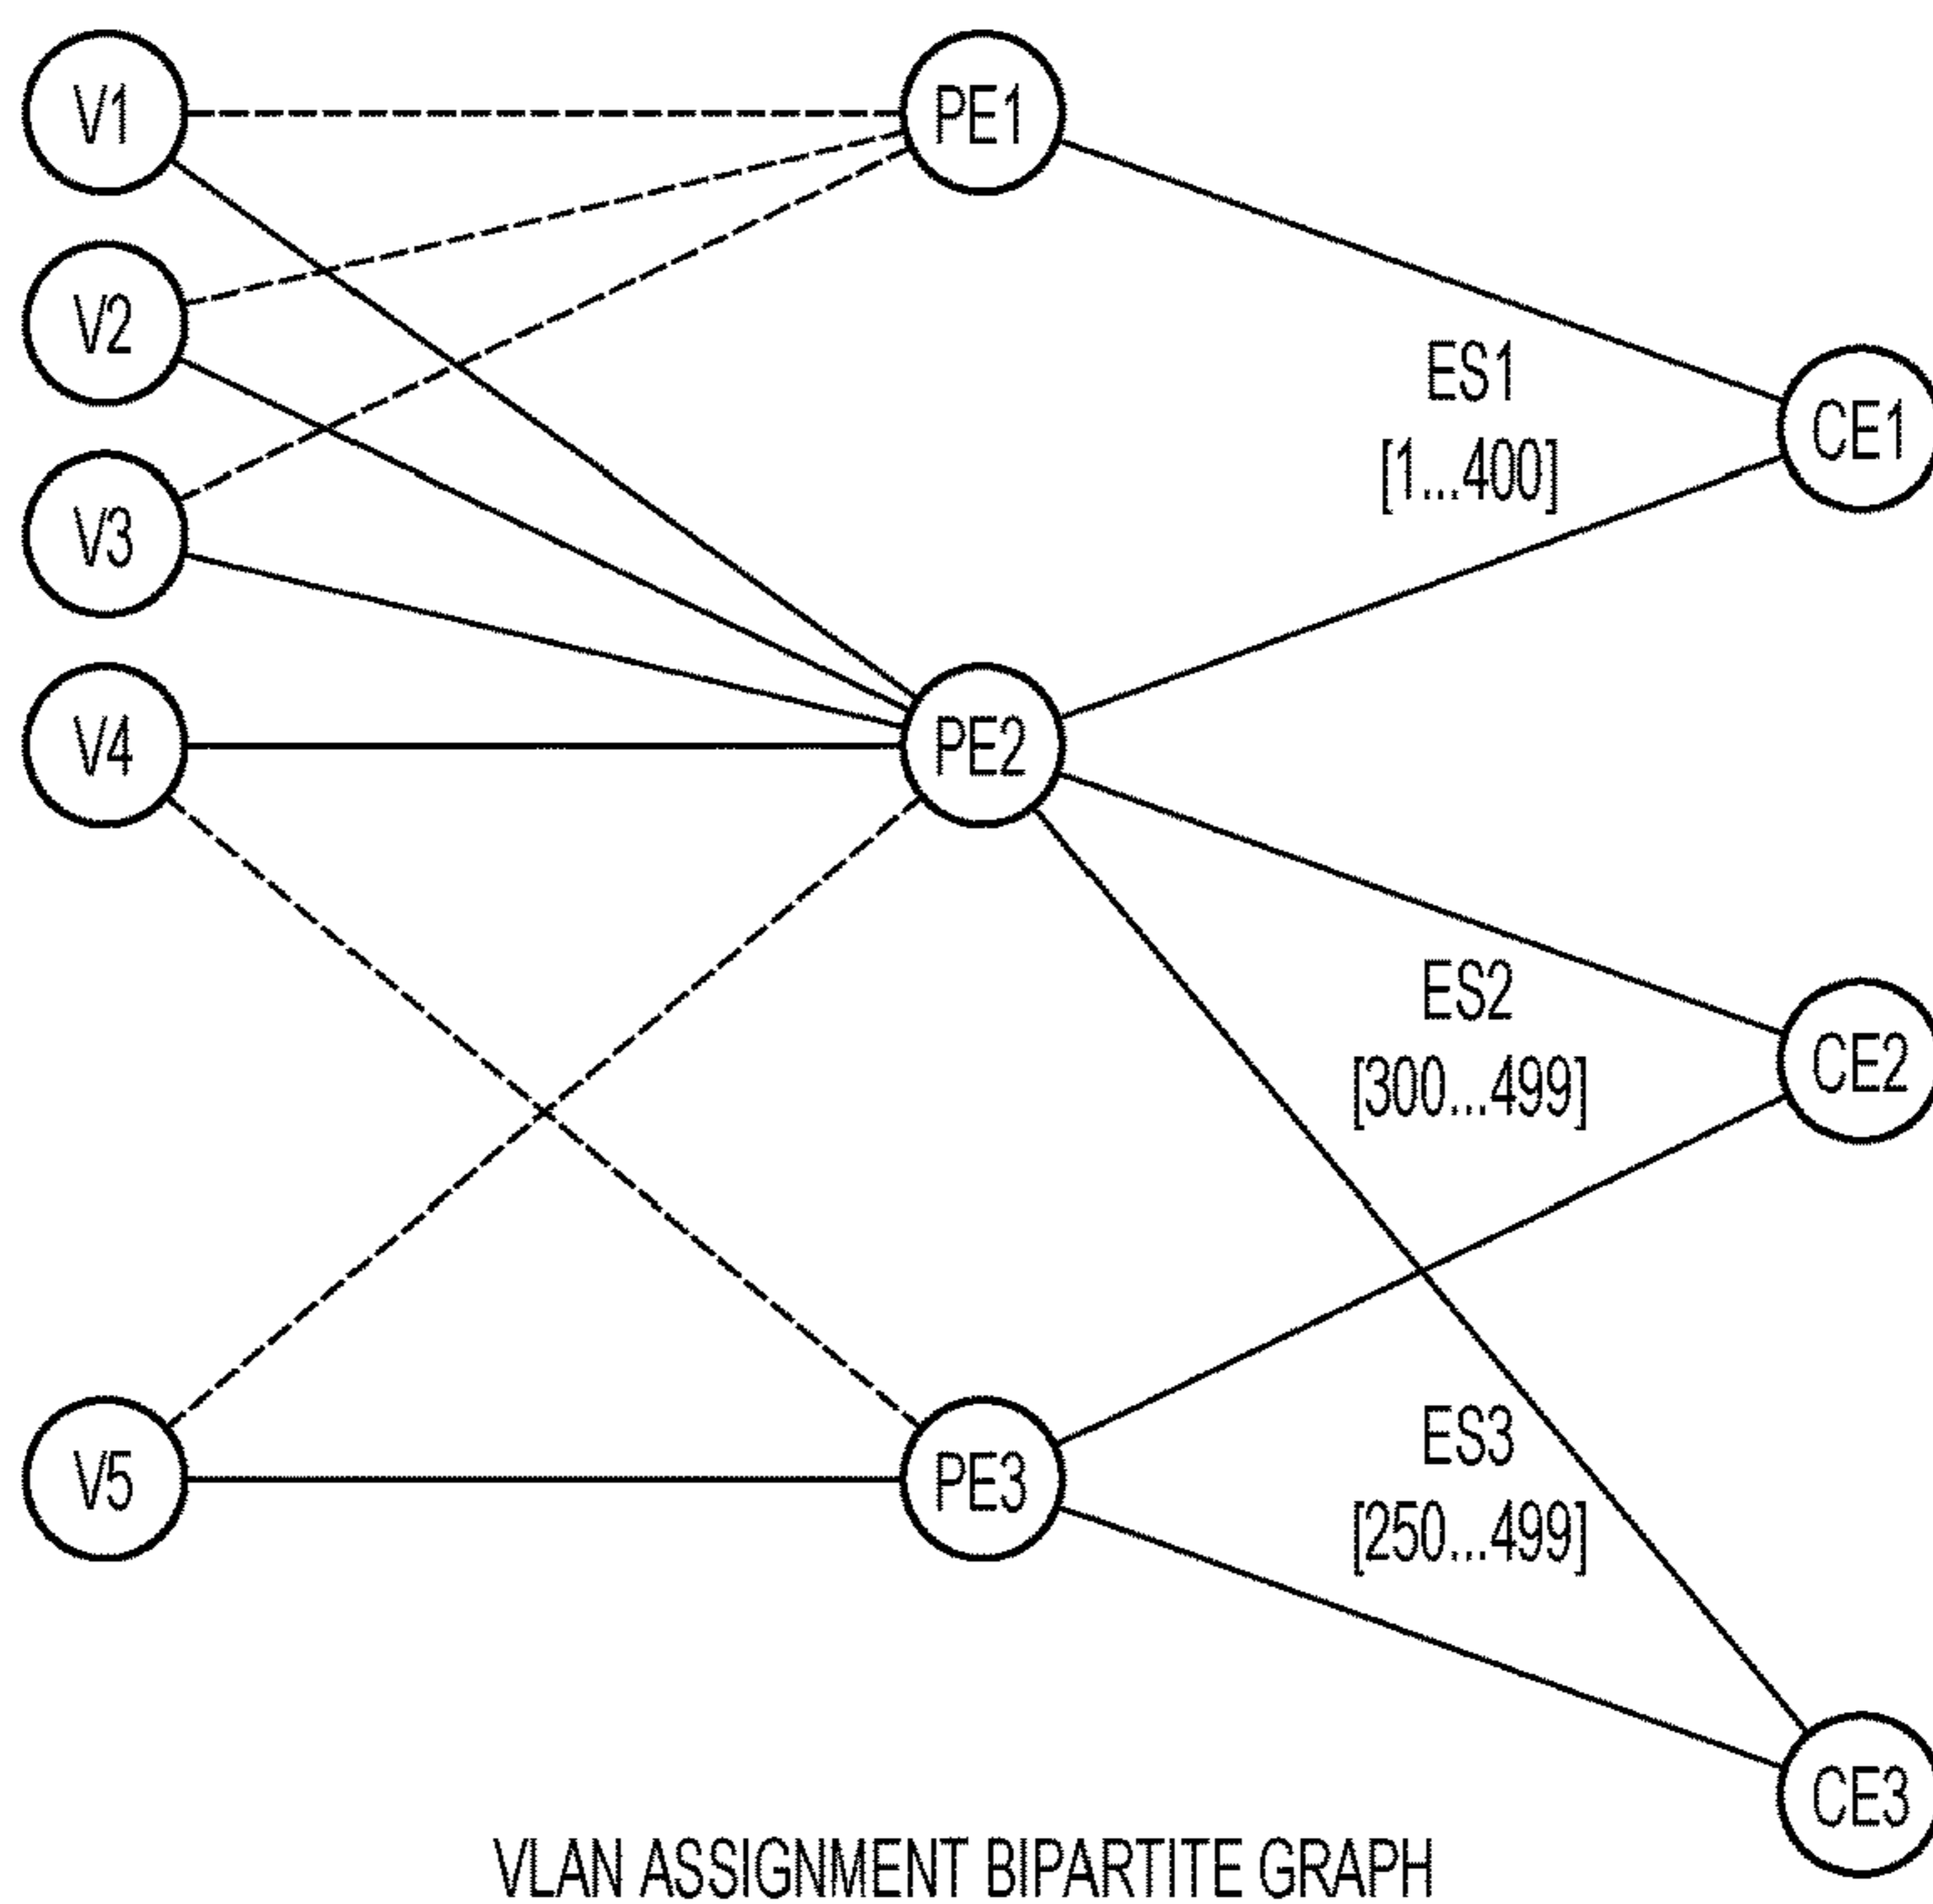 V1
PE1
V2
ES1
[1...400]
CE1
V3
V4
PE2
ES2
[300...499]
CE2
V5
PE3
ES3
[250...499]
CE3
VLAN ASSIGNMENT BIPARTITE GRAPH